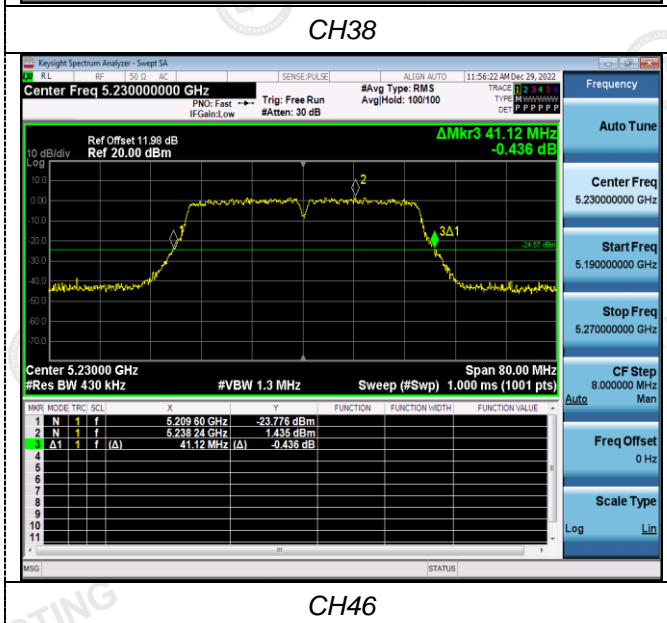 CH38
Keysight Spectrum Analyzer - Swept SA
RL RF 50 Ω AC SENSE:PULSE ALIGN AUTO 11:56:22 AM Dec 29, 2022
Center Freq 5.230000000 GHz
PNO: Fast
IFGain:Low
Trig: Free Run
#Atten: 30 dB
#Avg Type: RMS
Avg|Hold: 100/100
TRACE 1 2 3 4 5 6
TYPE M W W W W W
DET P P P P P P
Frequency
Auto Tune
Center Freq
5.230000000 GHz
Start Freq
5.190000000 GHz
Stop Freq
5.270000000 GHz
CF Step
8.000000 MHz
Auto Man
Freq Offset
0 Hz
Scale Type
Log Lin
Ref Offset 11.98 dB
10 dB/div Ref 20.00 dBm
Log
ΔMkr3 41.12 MHz
-0.436 dB
10.0
0.00
-10.0
-20.0
-30.0
-40.0
-50.0
-60.0
-70.0
1
2
3Δ1
-24.57 dBm
Center 5.23000 GHz Span 80.00 MHz
#Res BW 430 kHz #VBW 1.3 MHz Sweep (#Swp) 1.000 ms (1001 pts)
MKR MODE TRC SCL X Y FUNCTION FUNCTION WIDTH FUNCTION VALUE
1 N 1 f 5.209 60 GHz -23.776 dBm
2 N 1 f 5.238 24 GHz 1.435 dBm
3 Δ1 1 f (Δ) 41.12 MHz (Δ) -0.436 dB
4
5
6
7
8
9
10
11
MSG STATUS
CH46
TING